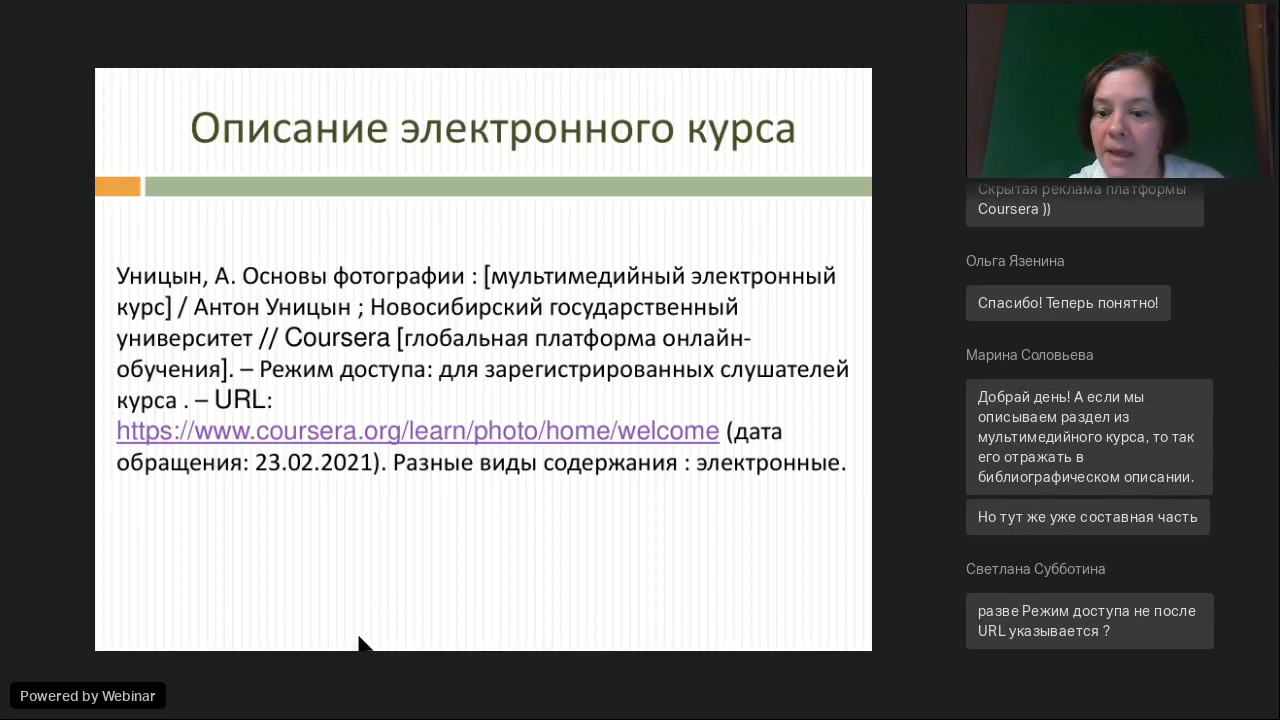 Описание электронного курса
Уницын, А. Основы фотографии : [мультимедийный электронный
курс] / Антон Уницын ; Новосибирский государственный
университет // Coursera [глобальная платформа онлайн-
обучения]. – Режим доступа: для зарегистрированных слушателей
курса . – URL:
https://www.coursera.org/learn/photo/home/welcome (дата
обращения: 23.02.2021). Разные виды содержания : электронные.
Скрытая реклама платформы
Coursera ))
Ольга Язенина
Спасибо! Теперь понятно!
Марина Соловьева
Добрай день! А если мы
описываем раздел из
мультимедийного курса, то так
его отражать в
библиографическом описании.
Но тут же уже составная часть
Светлана Субботина
разве Режим доступа не после
URL указывается ?
Powered by Webinar